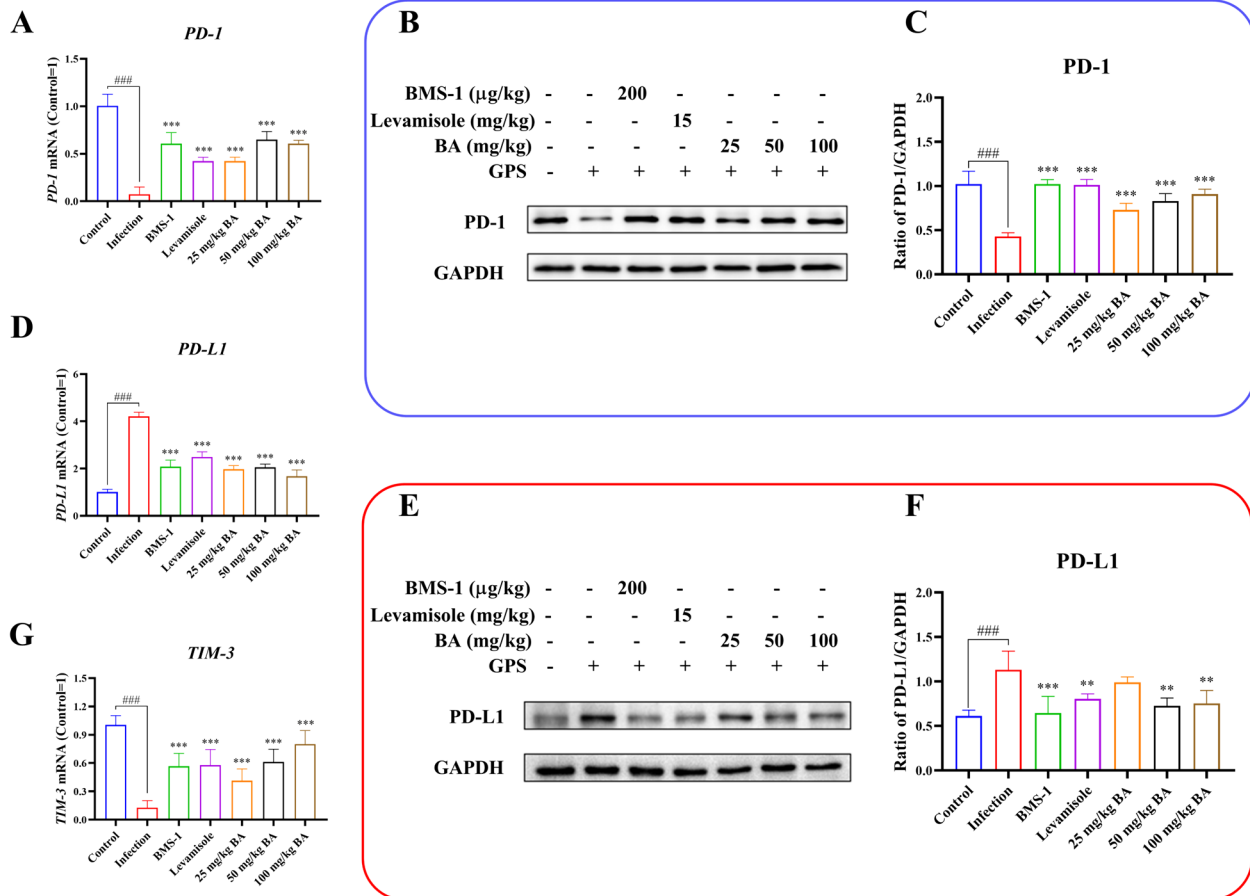 A
PD-1
PD-1 mRNA (Control=1)
1.5
1.0
0.5
0.0
###
*** *** *** *** ***
Control
Infection
BMS-1
Levamisole
25 mg/kg BA
50 mg/kg BA
100 mg/kg BA
B
BMS-1 (μg/kg) - - 200 - - - -
Levamisole (mg/kg) - - - 15 - - -
BA (mg/kg) - - - - 25 50 100
GPS - + + + + + +
PD-1
GAPDH
C
PD-1
Ratio of PD-1/GAPDH
2.0
1.5
1.0
0.5
0.0
###
*** *** *** *** ***
Control
Infection
BMS-1
Levamisole
25 mg/kg BA
50 mg/kg BA
100 mg/kg BA
D
PD-L1
PD-L1 mRNA (Control=1)
6
4
2
0
###
*** *** *** *** ***
Control
Infection
BMS-1
Levamisole
25 mg/kg BA
50 mg/kg BA
100 mg/kg BA
E
BMS-1 (μg/kg) - - 200 - - - -
Levamisole (mg/kg) - - - 15 - - -
BA (mg/kg) - - - - 25 50 100
GPS - + + + + + +
PD-L1
GAPDH
F
PD-L1
Ratio of PD-L1/GAPDH
2.0
1.5
1.0
0.5
0.0
###
*** ** ** **
Control
Infection
BMS-1
Levamisole
25 mg/kg BA
50 mg/kg BA
100 mg/kg BA
G
TIM-3
TIM-3 mRNA (Control=1)
1.5
1.2
0.9
0.6
0.3
0.0
###
*** *** *** *** ***
Control
Infection
BMS-1
Levamisole
25 mg/kg BA
50 mg/kg BA
100 mg/kg BA